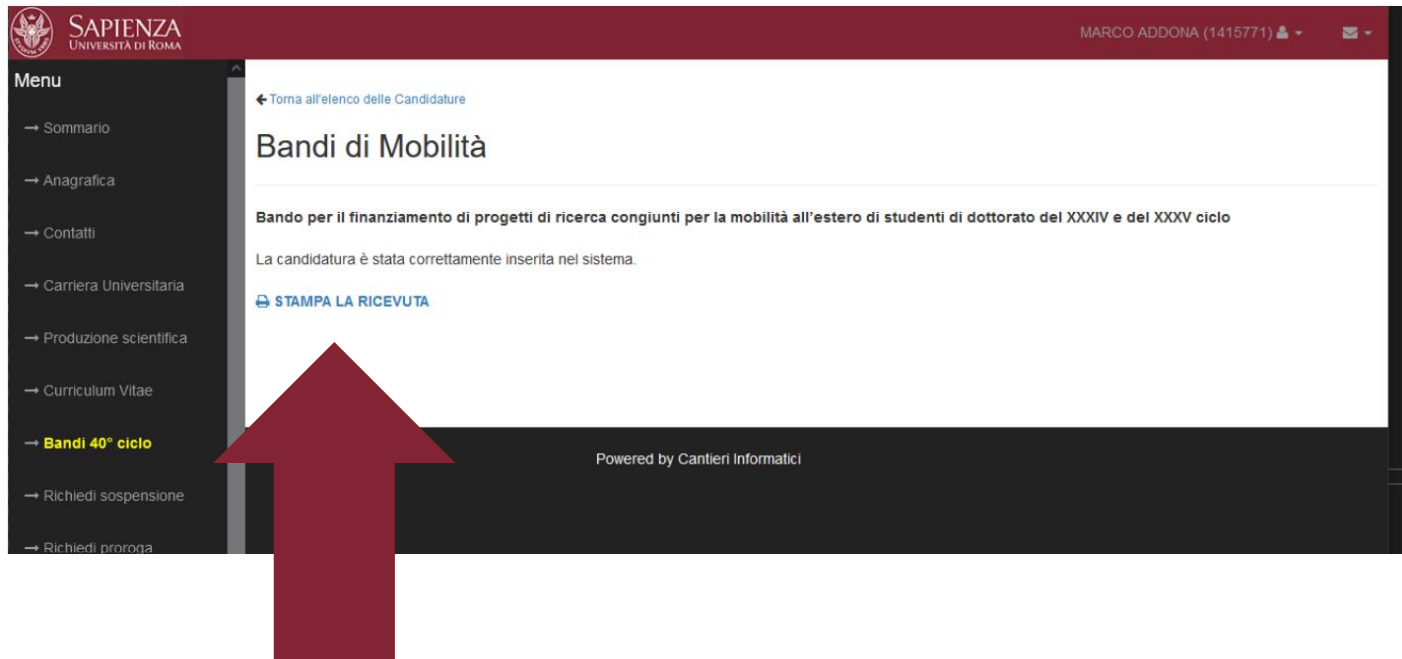 SAPIENZA
UNIVERSITÀ DI ROMA
MARCO ADDONA (1415771)
Menu
Sommario
Anagrafica
Contatti
Carriera Universitaria
Produzione scientifica
Curriculum Vitae
Bandi 40° ciclo
Richiedi sospensione
Richiedi proroga
Torna all'elenco delle Candidature
Bandi di Mobilità
Bando per il finanziamento di progetti di ricerca congiunti per la mobilità all'estero di studenti di dottorato del XXXIV e del XXXV ciclo
La candidatura è stata correttamente inserita nel sistema.
STAMPA LA RICEVUTA
Powered by Cantieri Informatici